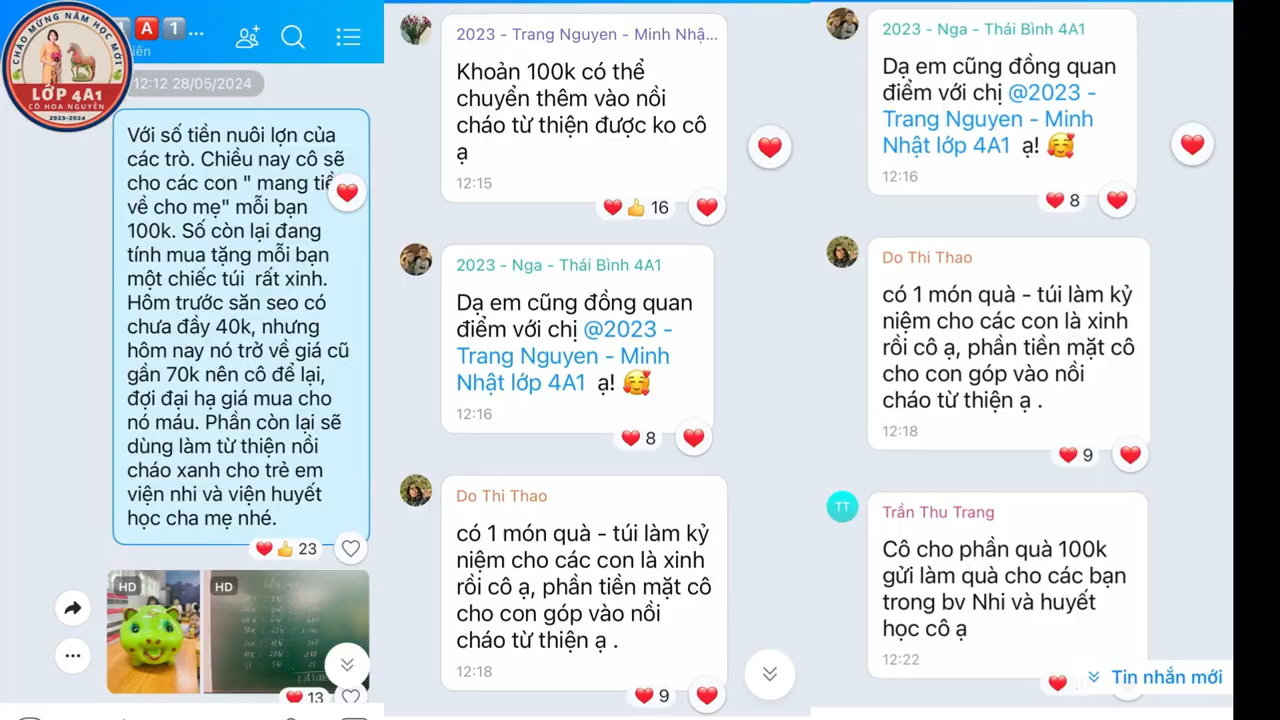 CHÀO MỪNG NĂM HỌC MỚI
LỚP 4A1
CÔ HOA NGUYỄN
2023-2024
A 1 ...
12:12 28/05/2024
Với số tiền nuôi lợn của
các trò. Chiều nay cô sẽ
cho các con " mang
về cho mẹ" mỗi bạn
100k. Số còn lại đang
tính mua tặng mỗi bạn
một chiếc túi rất xinh.
Hôm trước săn seo có
chưa đầy 40k, nhưng
hôm nay nó trở về giá cũ
gần 70k nên cô để lại,
đợi đại hạ giá mua cho
nó máu. Phần còn lại sẽ
dùng làm từ thiện nồi
cháo xanh cho trẻ em
viện nhi và viện huyết
học cha mẹ nhé.
23
HD
HD
13
2023 - Trang Nguyen - Minh Nhậ...
Khoản 100k có thể
chuyển thêm vào nồi
cháo từ thiện được ko cô
ạ
12:15
16
2023 - Nga - Thái Bình 4A1
Dạ em cũng đồng quan
điểm với chị @2023 -
Trang Nguyen - Minh
Nhật lớp 4A1 ạ! 🥰
12:16
8
Do Thi Thao
có 1 món quà - túi làm kỷ
niệm cho các con là xinh
rồi cô ạ, phần tiền mặt cô
cho con góp vào nồi
cháo từ thiện ạ .
12:18
9
2023 - Nga - Thái Bình 4A1
Dạ em cũng đồng quan
điểm với chị @2023 -
Trang Nguyen - Minh
Nhật lớp 4A1 ạ! 🥰
12:16
8
Do Thi Thao
có 1 món quà - túi làm kỷ
niệm cho các con là xinh
rồi cô ạ, phần tiền mặt cô
cho con góp vào nồi
cháo từ thiện ạ .
12:18
9
TT
Trần Thu Trang
Cô cho phần quà 100k
gửi làm quà cho các bạn
trong bv Nhi và huyết
học cô ạ
12:22
Tin nhắn mới